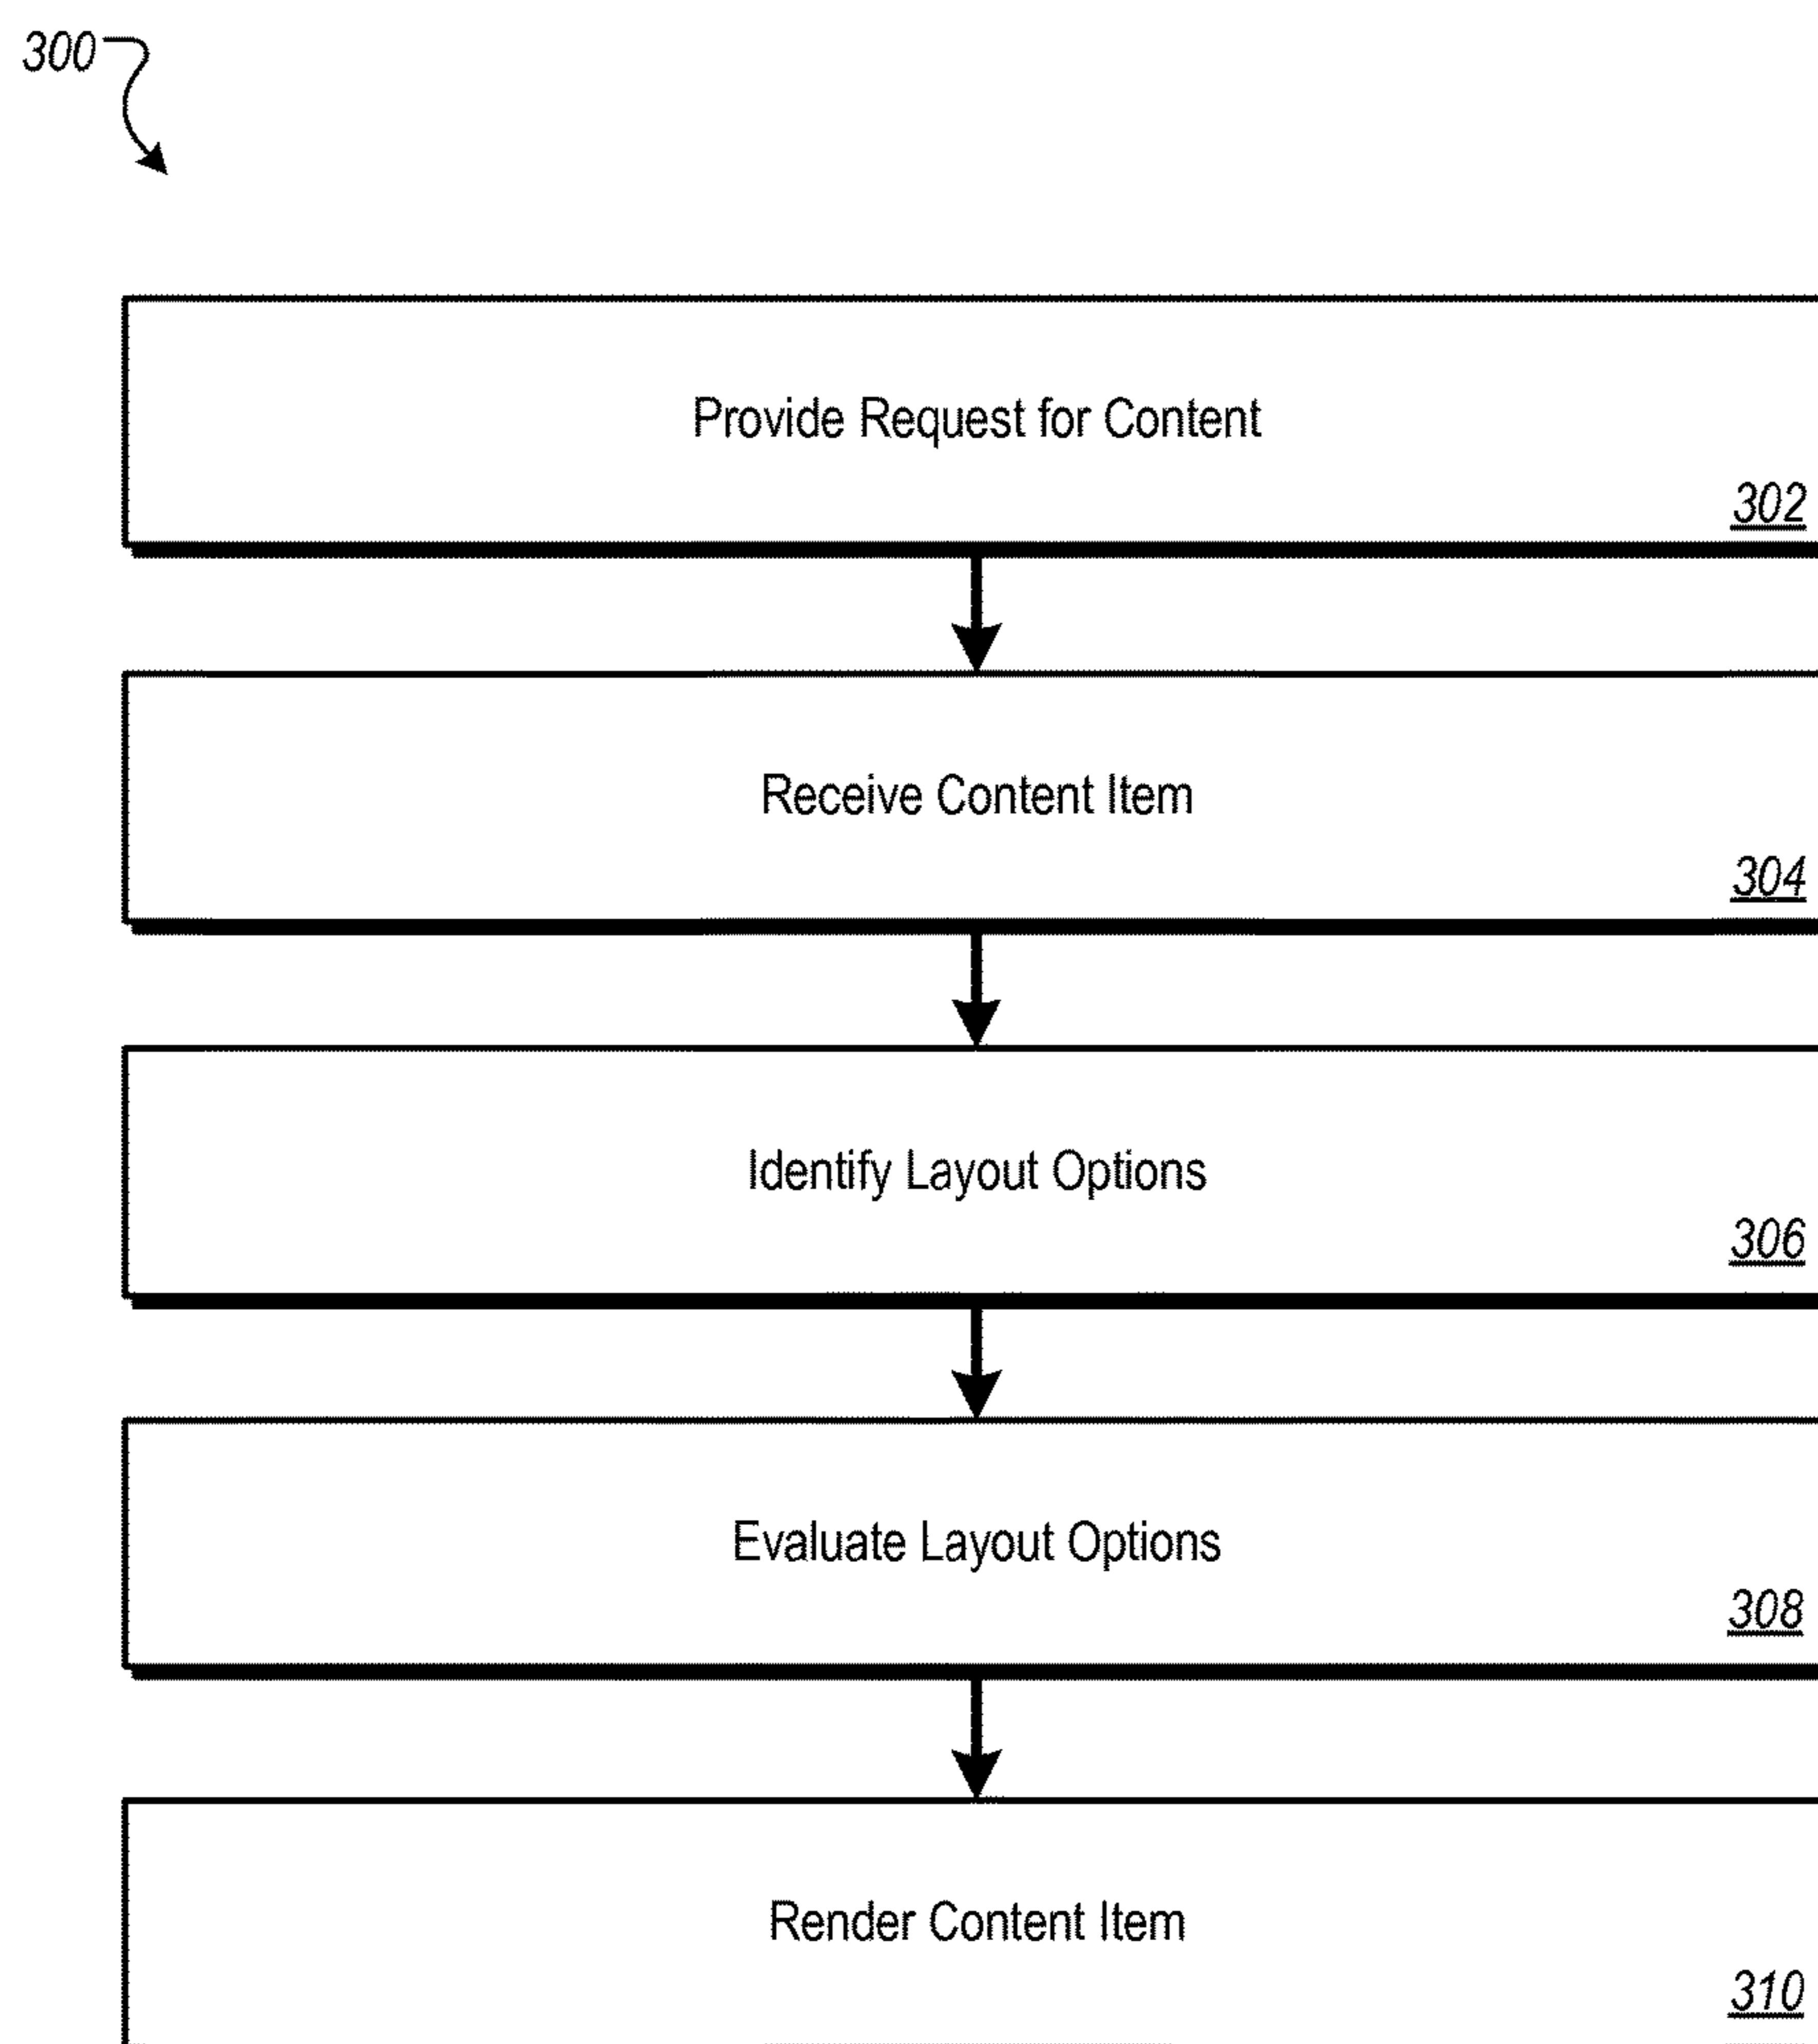 300
Provide Request for Content
302
Receive Content Item
304
Identify Layout Options
306
Evaluate Layout Options
308
Render Content Item
310